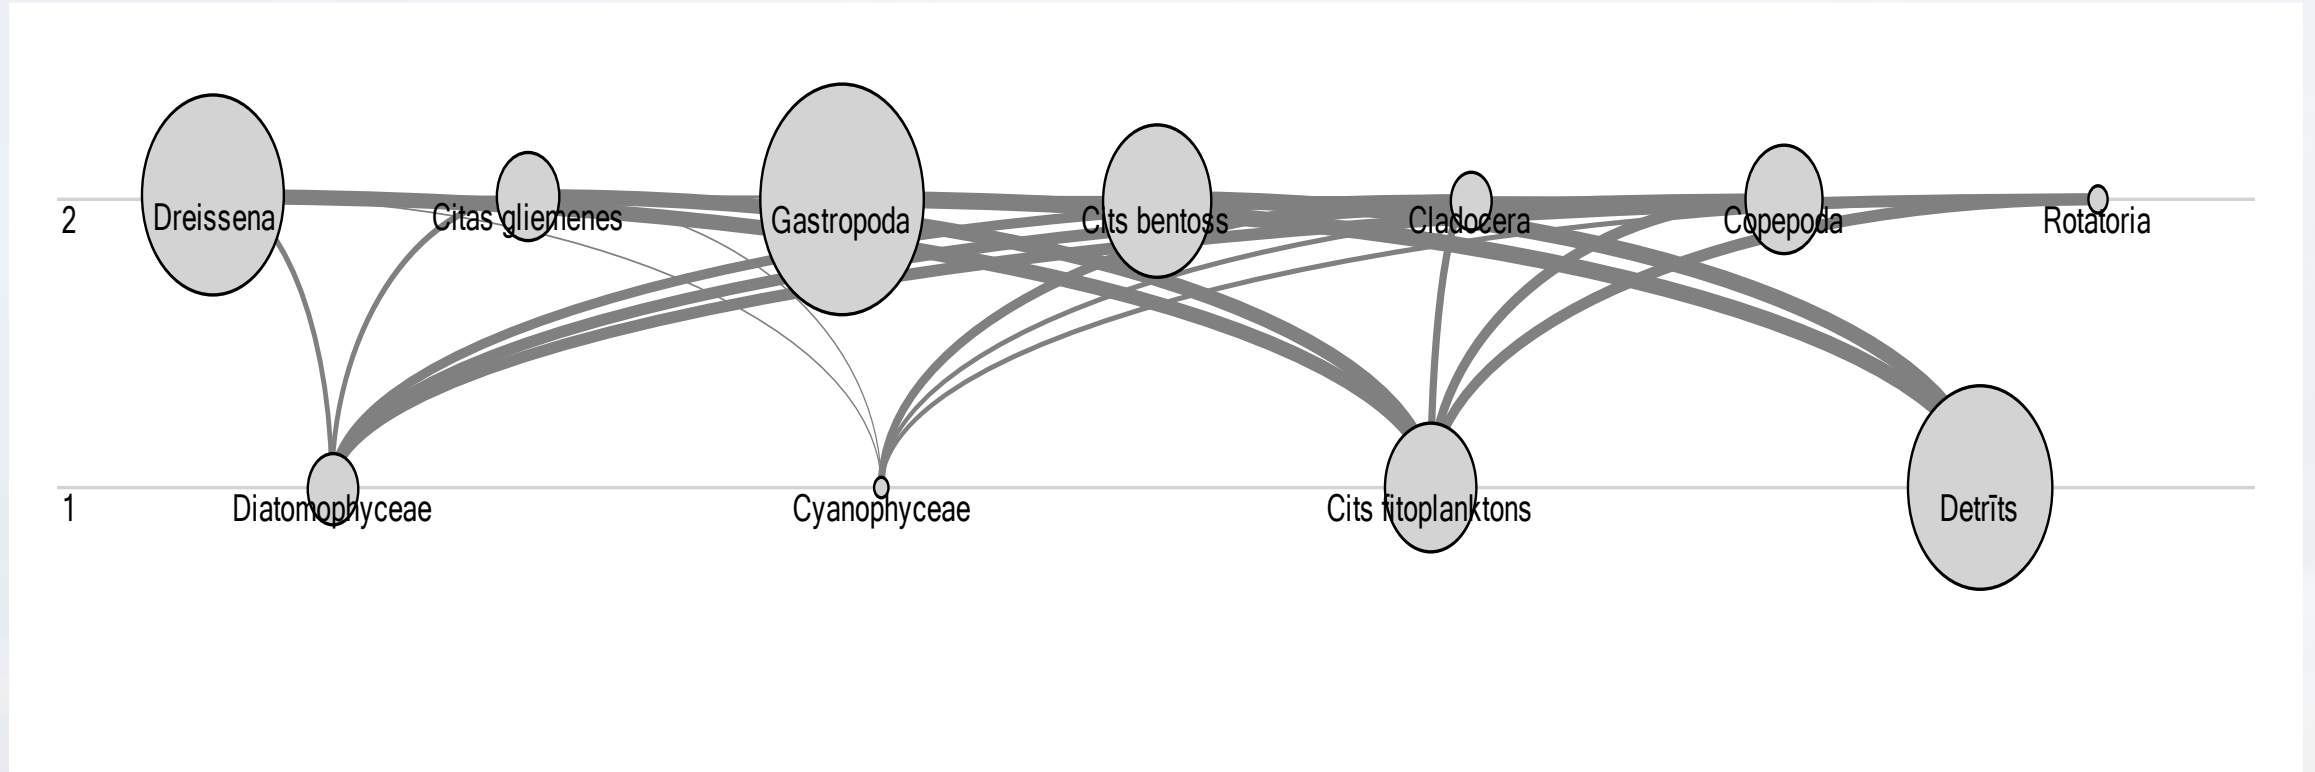 2
Dreissena
Citas gliemenes
Gastropoda
Cits bentoss
Cladocera
Copepoda
Rotatoria
1
Diatomophyceae
Cyanophyceae
Cits fitoplanktons
Detrīts